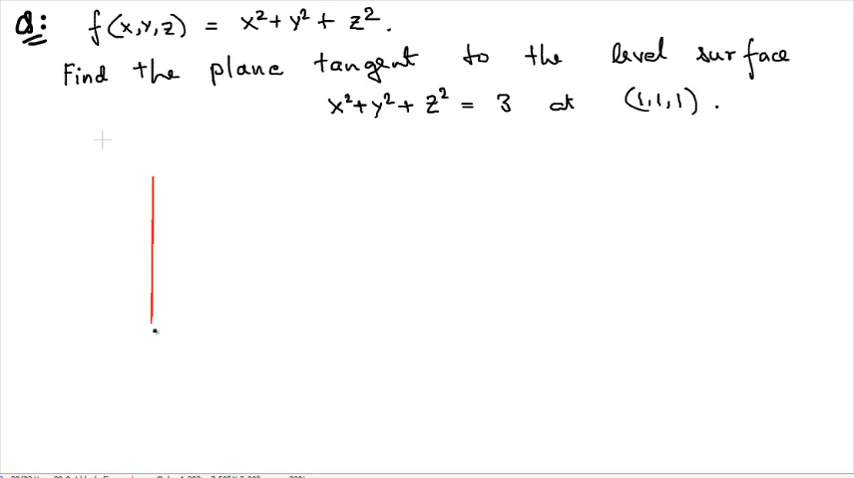 Q: f(x,y,z) = x²+y²+ z².
Find the plane tangent to the level surface
x²+y²+ z² = 3 at (1,1,1).